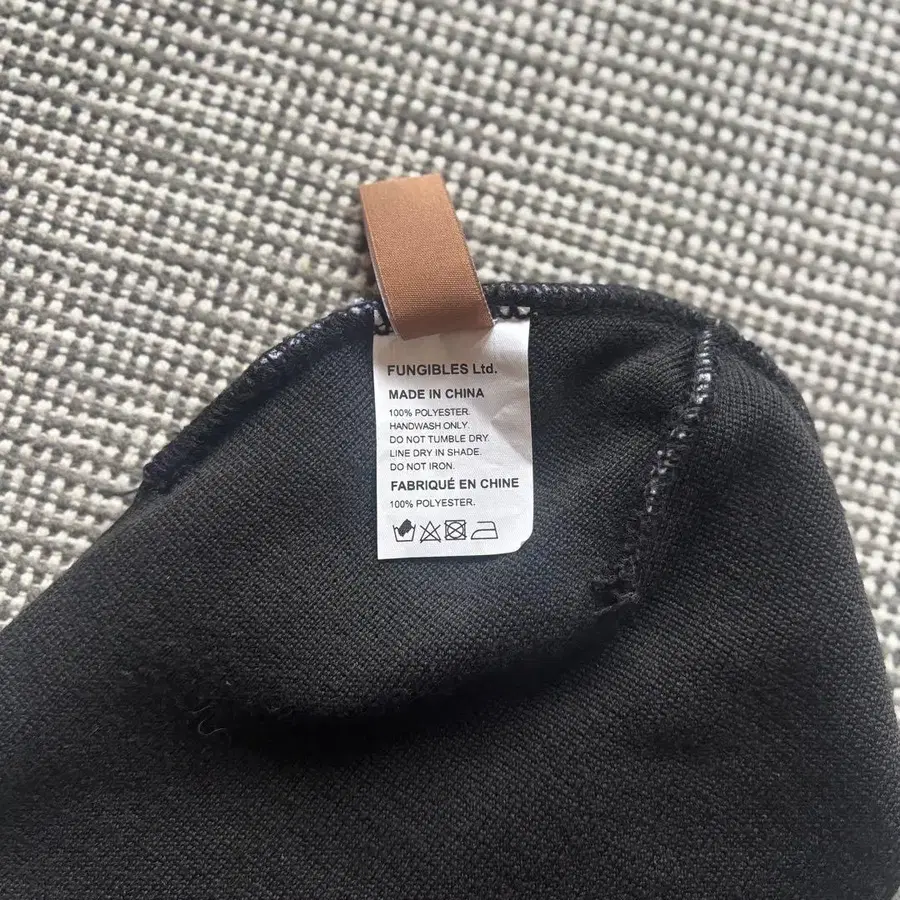 FUNGIBLES Ltd.
MADE IN CHINA
100% POLYESTER.
HANDWASH ONLY.
DO NOT TUMBLE DRY.
LINE DRY IN SHADE.
DO NOT IRON.
FABRIQUÉ EN CHINE
100% POLYESTER.